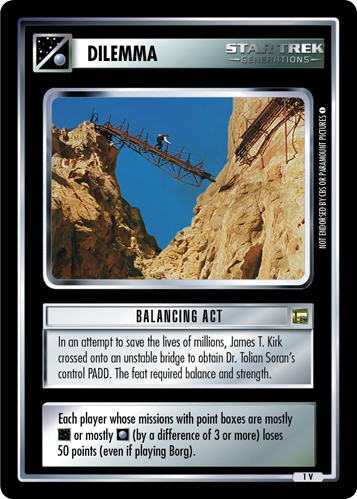 DILEMMA
STAR TREK
GENERATIONS
NOT ENDORSED BY CBS OR PARAMOUNT PICTURES
BALANCING ACT
In an attempt to save the lives of millions, James T. Kirk
crossed onto an unstable bridge to obtain Dr. Tolian Soran's
control PADD. The feat required balance and strength.
Each player whose missions with point boxes are mostly
or mostly (by a difference of 3 or more) loses
50 points (even if playing Borg).
1 V